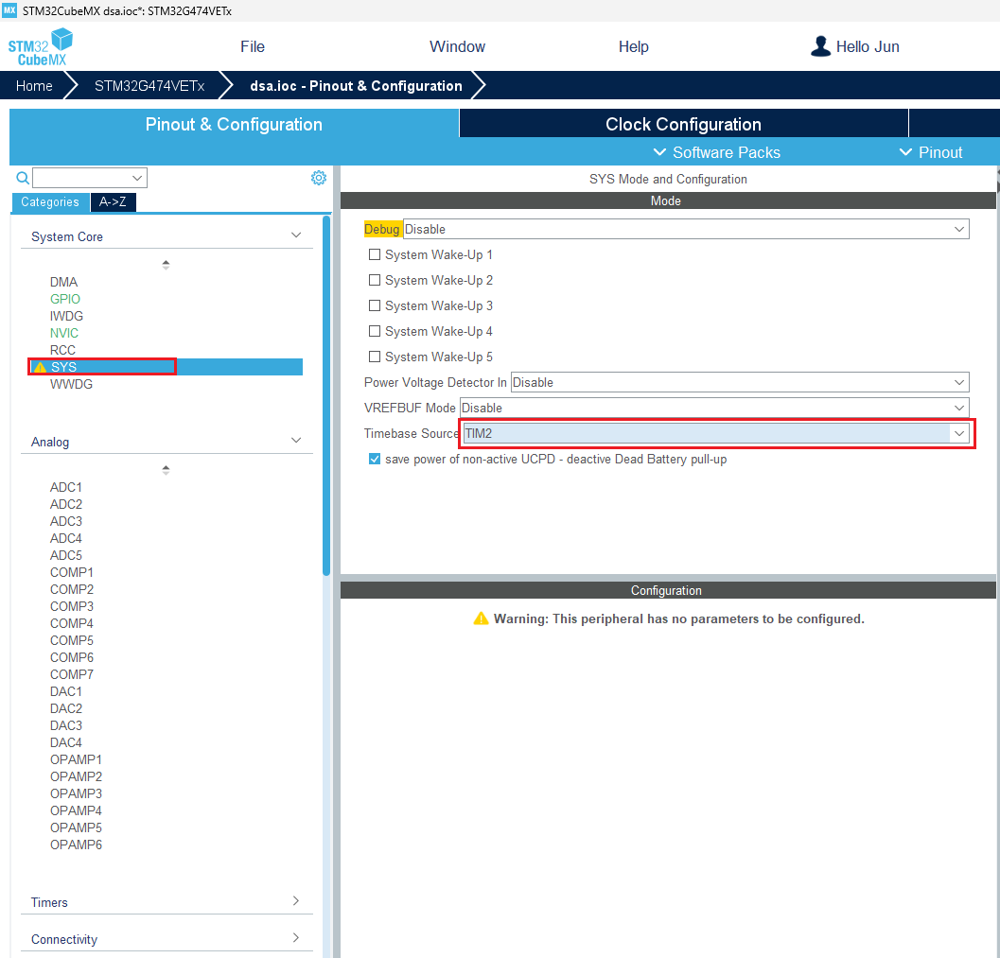 MX STM32CubeMX dsa.ioc*: STM32G474VETx
STM32
CubeMX
File Window Help Hello Jun
Home STM32G474VETx dsa.ioc - Pinout & Configuration
Pinout & Configuration Clock Configuration
Software Packs Pinout
Categories A->Z
System Core
DMA
GPIO
IWDG
NVIC
RCC
SYS
WWDG
Analog
ADC1
ADC2
ADC3
ADC4
ADC5
COMP1
COMP2
COMP3
COMP4
COMP5
COMP6
COMP7
DAC1
DAC2
DAC3
DAC4
OPAMP1
OPAMP2
OPAMP3
OPAMP4
OPAMP5
OPAMP6
Timers
Connectivity
SYS Mode and Configuration
Mode
Debug Disable
System Wake-Up 1
System Wake-Up 2
System Wake-Up 3
System Wake-Up 4
System Wake-Up 5
Power Voltage Detector In Disable
VREFBUF Mode Disable
Timebase Source TIM2
save power of non-active UCPD - deactive Dead Battery pull-up
Configuration
Warning: This peripheral has no parameters to be configured.